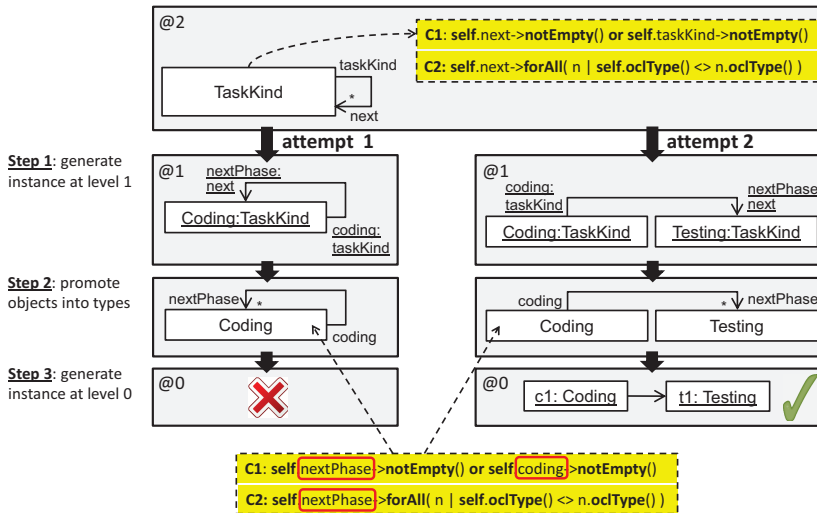 @2
C1: self.next->notEmpty() or self.taskKind->notEmpty()
C2: self.next->forAll( n | self.oclType() <> n.oclType() )
taskKind
TaskKind
*
next
attempt 1
attempt 2
Step 1: generate
instance at level 1
@1
nextPhase:
next
Coding:TaskKind
coding:
taskKind
@1
coding:
taskKind
nextPhase:
next
Coding:TaskKind
Testing:TaskKind
Step 2: promote
objects into types
nextPhase
*
Coding
coding
coding
*
nextPhase
Coding
Testing
Step 3: generate
instance at level 0
@0
@0
c1: Coding
t1: Testing
C1: self.nextPhase->notEmpty() or self.coding->notEmpty()
C2: self.nextPhase->forAll( n | self.oclType() <> n.oclType() )